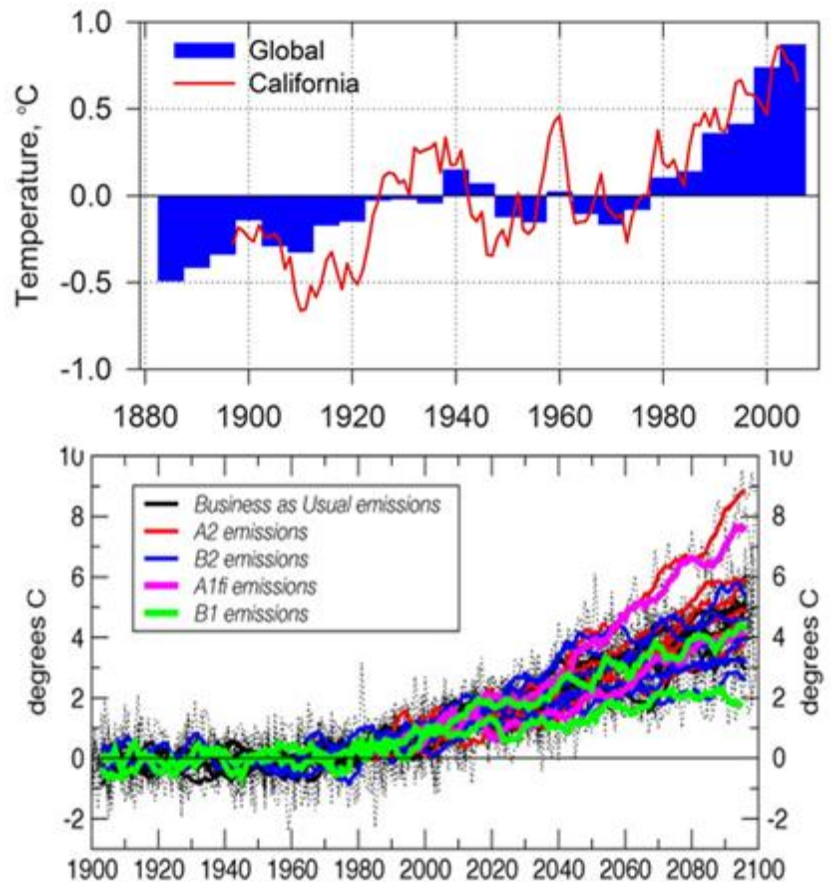 1.0
0.5
0.0
-0.5
-1.0
Temperature, °C
Global
California
1880 1900 1920 1940 1960 1980 2000
10
8
6
4
2
0
-2
degrees C
Business as Usual emissions
A2 emissions
B2 emissions
A1fi emissions
B1 emissions
10
8
6
4
2
0
-2
degrees C
1900 1920 1940 1960 1980 2000 2020 2040 2060 2080 2100